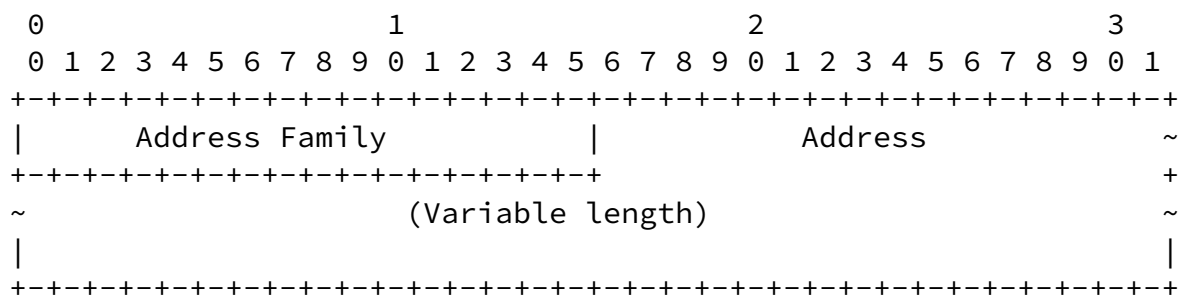 0                   1                   2                   3
 0 1 2 3 4 5 6 7 8 9 0 1 2 3 4 5 6 7 8 9 0 1 2 3 4 5 6 7 8 9 0 1
+-+-+-+-+-+-+-+-+-+-+-+-+-+-+-+-+-+-+-+-+-+-+-+-+-+-+-+-+-+-+-+-+
|      Address Family           |           Address             ~
+-+-+-+-+-+-+-+-+-+-+-+-+-+-+-+-+                               +
~                     (Variable length)                         ~
|                                                               |
+-+-+-+-+-+-+-+-+-+-+-+-+-+-+-+-+-+-+-+-+-+-+-+-+-+-+-+-+-+-+-+-+